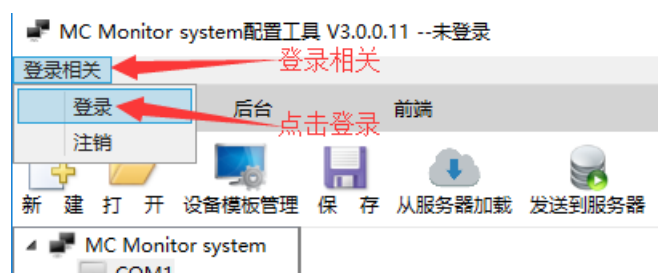 MC Monitor system配置工具 V3.0.0.11 --未登录
登录相关 登录相关
登录 后台 前端
点击登录
注销
新 建 打 开 设备模板管理 保 存 从服务器加载 发送到服务器
MC Monitor system
COM1